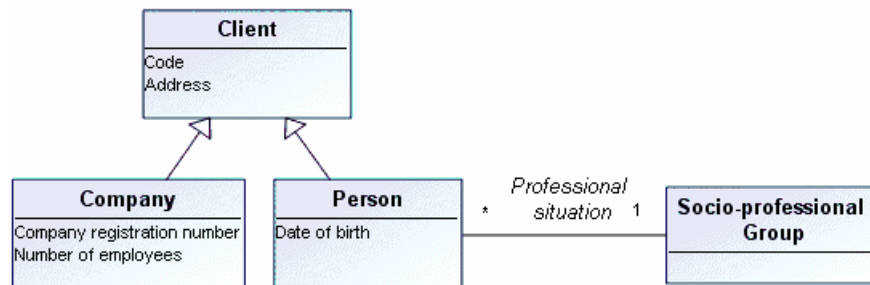 Client
Code
Address
Company
Company registration number
Number of employees
Person
Date of birth
Professional
situation
*
1
Socio-professional
Group